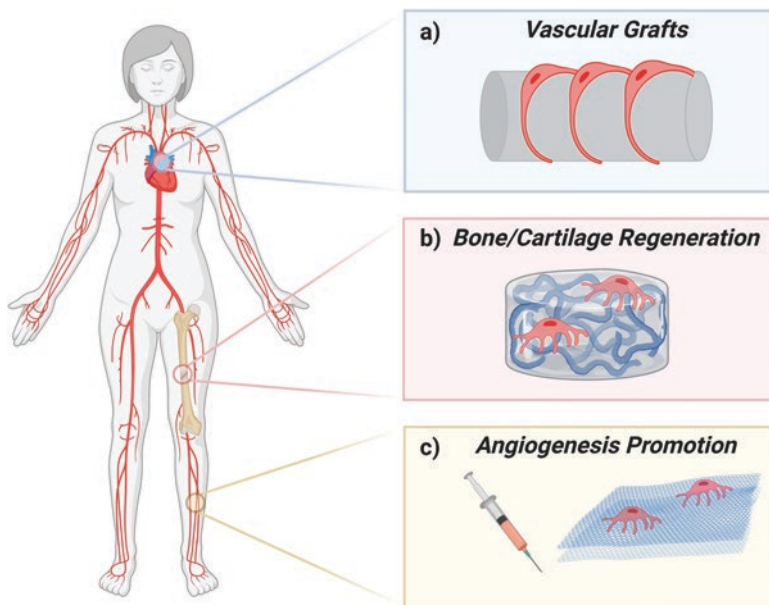 a) Vascular Grafts
b) Bone/Cartilage Regeneration
c) Angiogenesis Promotion